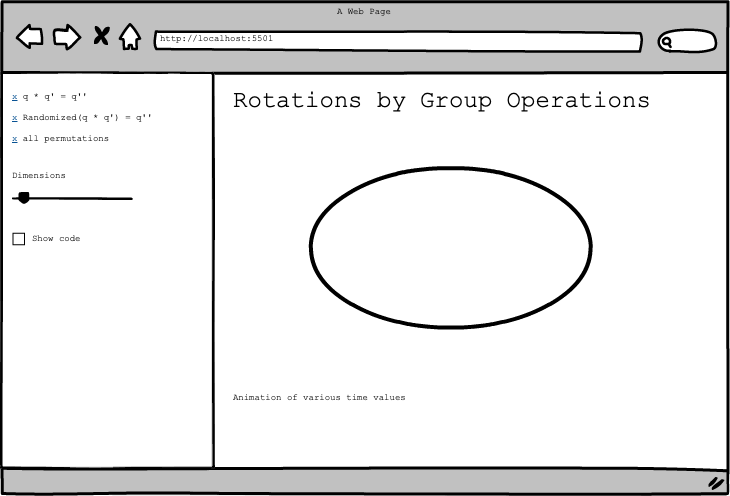 A Web Page
http://localhost:5501
x q * q' = q''
x Randomized(q * q') = q''
x all permutations
Dimensions
Show code
Rotations by Group Operations
Animation of various time values